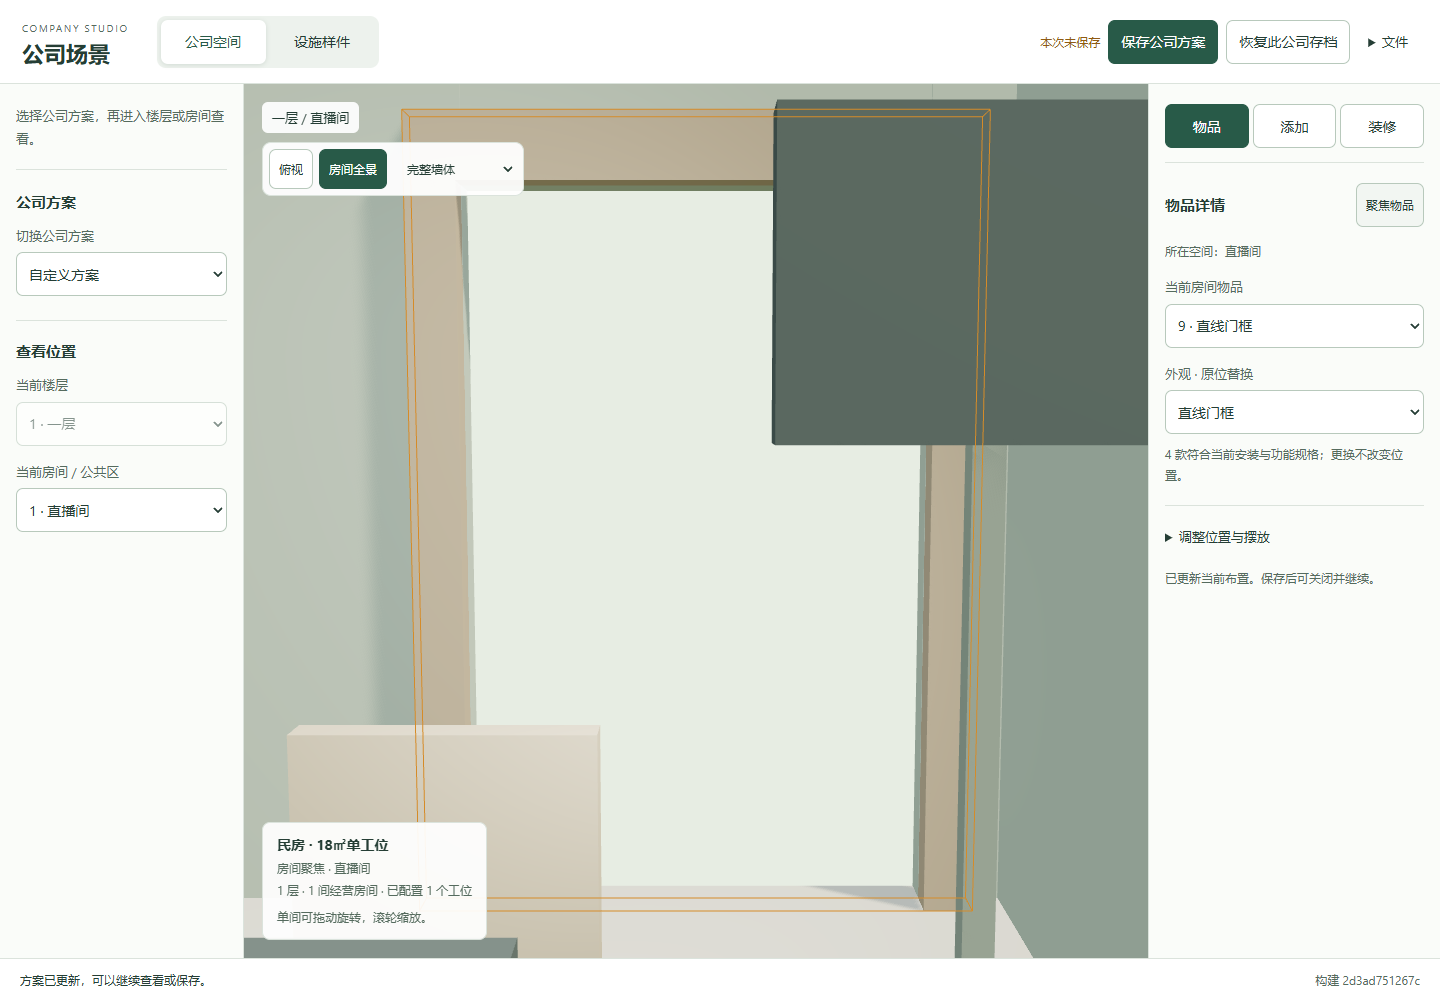 COMPANY STUDIO
公司场景
公司空间
设施样件
本次未保存
保存公司方案
恢复此公司存档
▶ 文件
选择公司方案，再进入楼层或房间查
看。
公司方案
切换公司方案
自定义方案
查看位置
当前楼层
1 · 一层
当前房间 / 公共区
1 · 直播间
一层 / 直播间
俯视
房间全景
完整墙体
民房 · 18㎡单工位
房间聚焦 · 直播间
1 层 · 1 间经营房间 · 已配置 1 个工位
单间可拖动旋转，滚轮缩放。
物品
添加
装修
物品详情
聚焦物品
所在空间：直播间
当前房间物品
9 · 直线门框
外观 · 原位替换
直线门框
4 款符合当前安装与功能规格；更换不改变位
置。
▶ 调整位置与摆放
已更新当前布置。保存后可关闭并继续。
方案已更新，可以继续查看或保存。
构建 2d3ad751267c